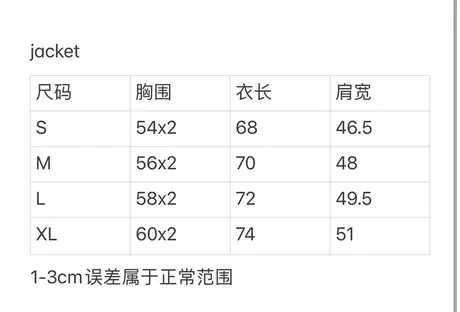 jacket
尺码 胸围 衣长 肩宽
S 54x2 68 46.5
M 56x2 70 48
L 58x2 72 49.5
XL 60x2 74 51
1-3cm误差属于正常范围